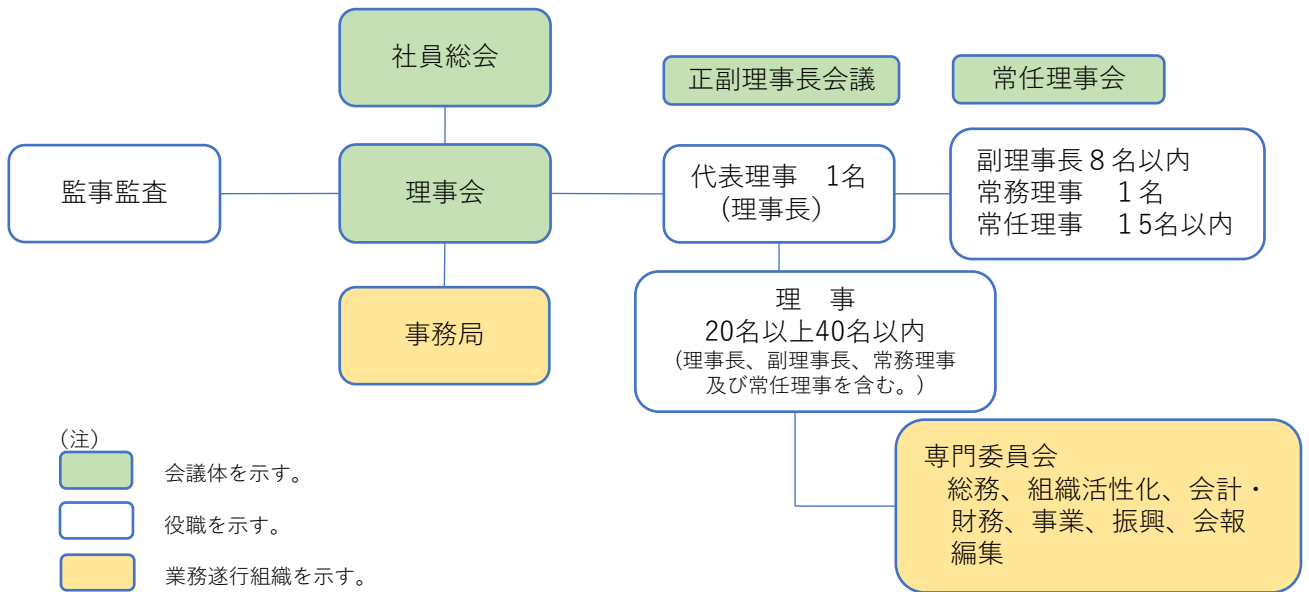 社員総会
正副理事長会議
常任理事会
監事監査
理事会
代表理事　1名
(理事長)
副理事長８名以内
常務理事　１名
常任理事　１5名以内
事務局
理　事
20名以上40名以内
(理事長、副理事長、常務理事
及び常任理事を含む。)
専門委員会
総務、組織活性化、会計・
財務、事業、振興、会報
編集
(注)
会議体を示す。
役職を示す。
業務遂行組織を示す。